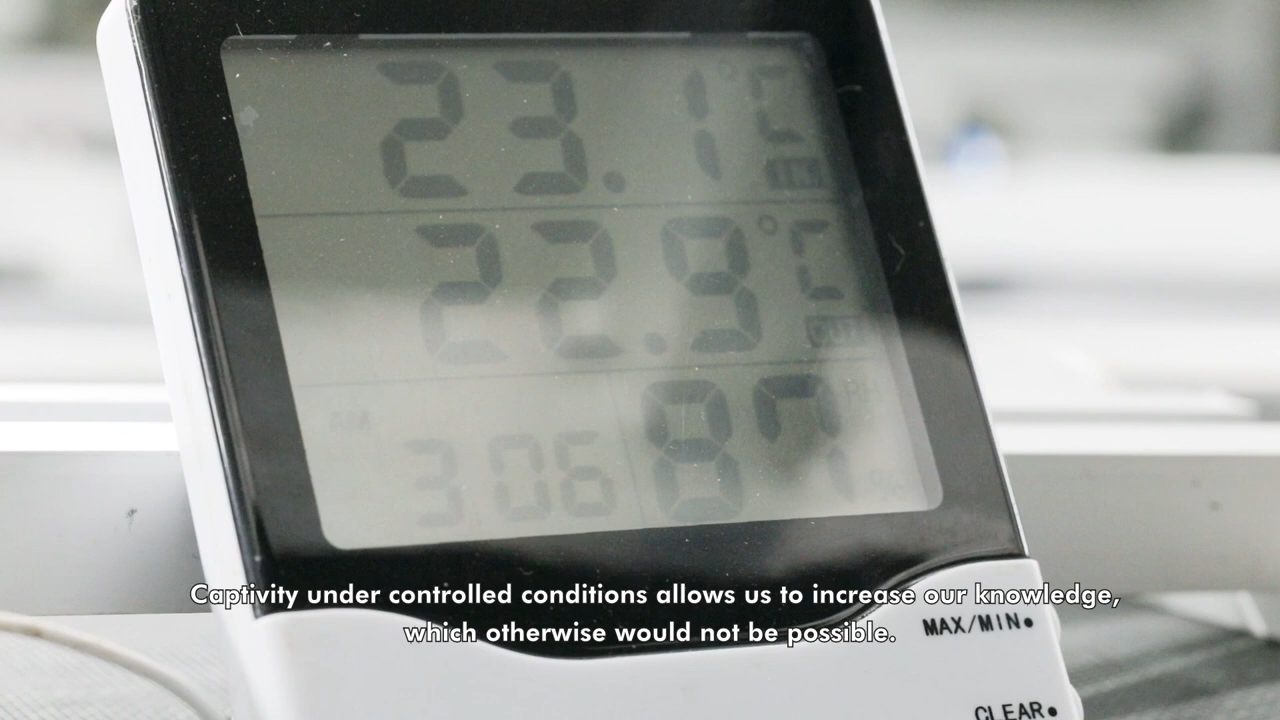 23.1°C
22.9°C
3 06
87
Captivity under controlled conditions allows us to increase our knowledge,
which otherwise would not be possible.
MAX/MIN
CLEAR